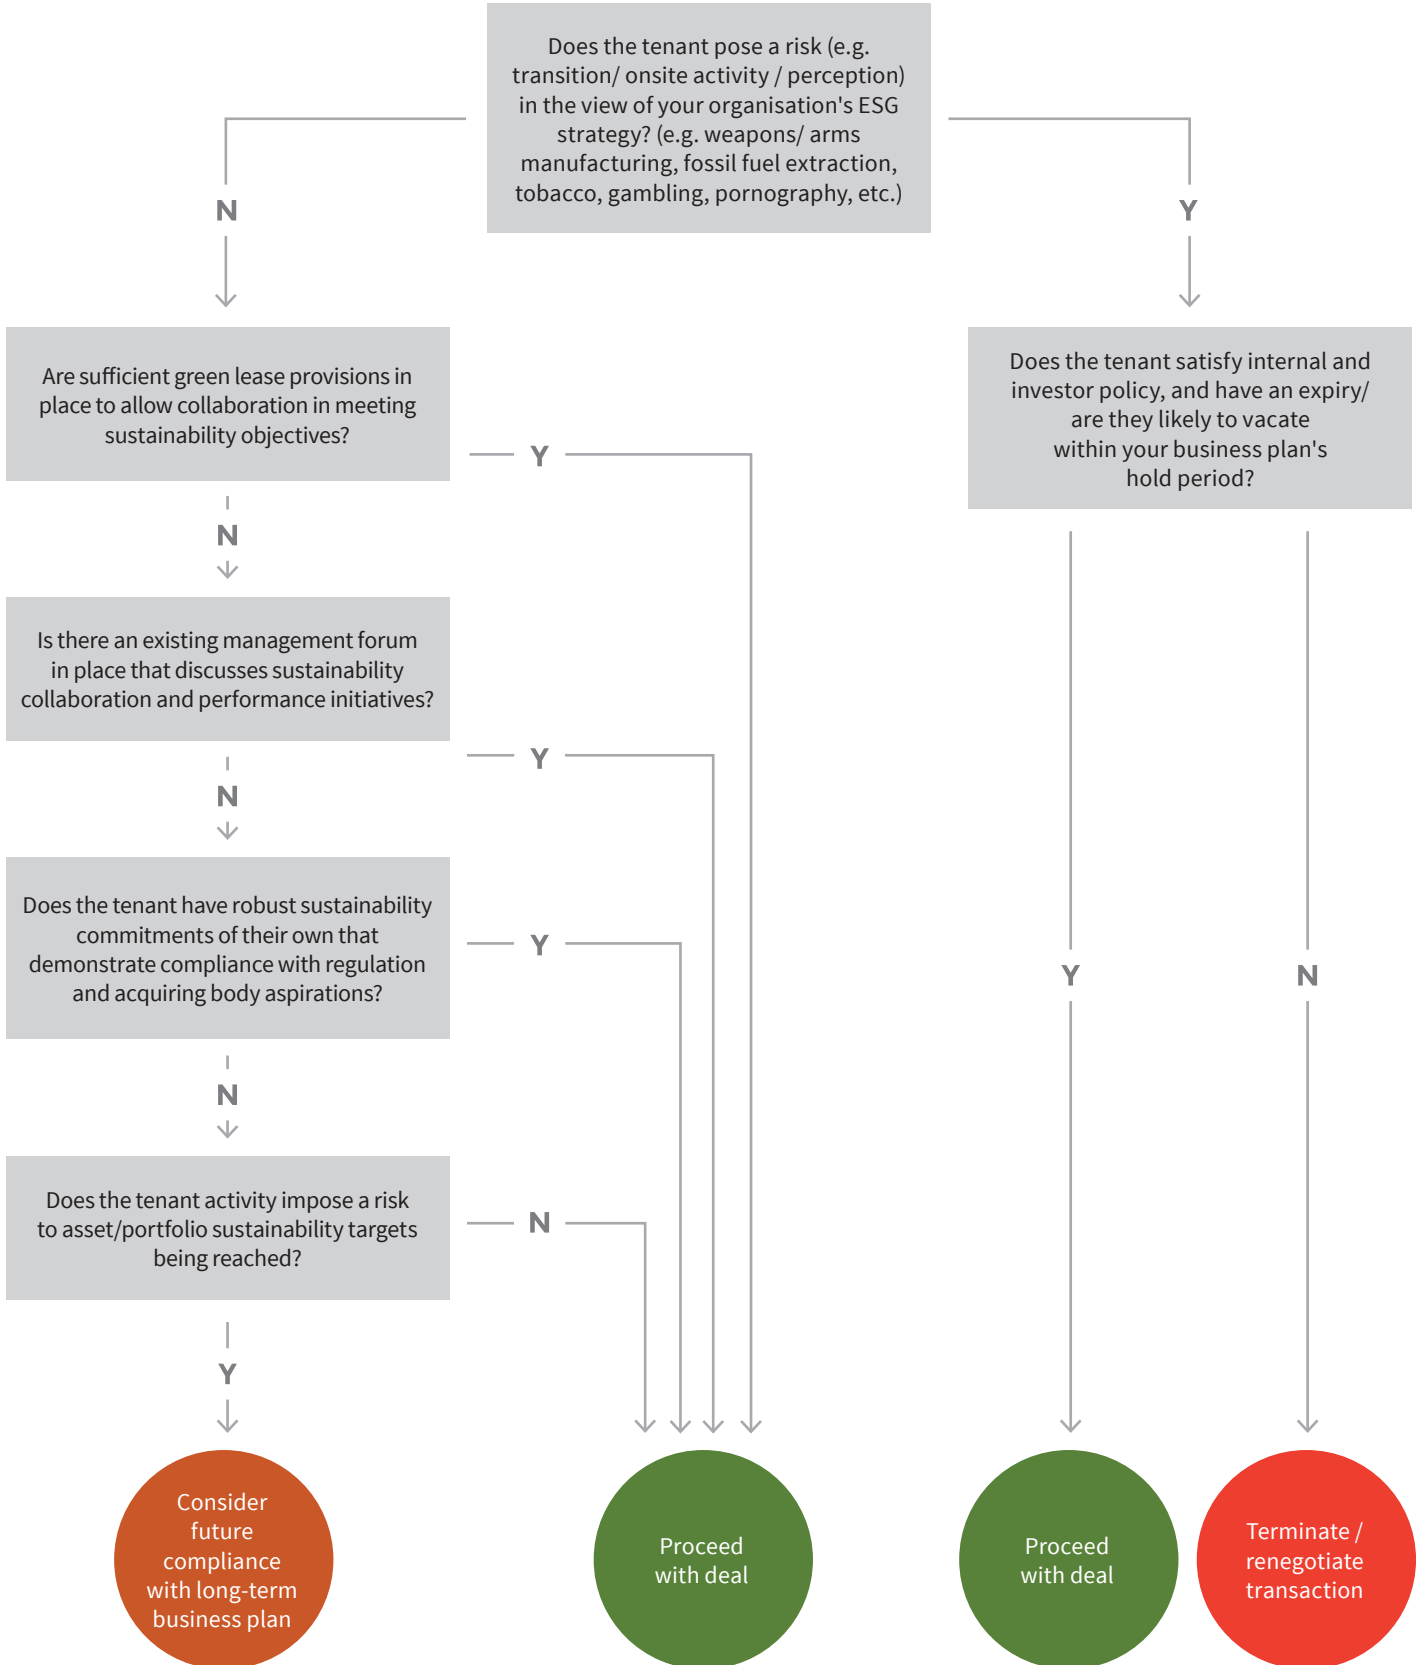 Does the tenant pose a risk (e.g.
transition/ onsite activity / perception)
in the view of your organisation's ESG
strategy? (e.g. weapons/ arms
manufacturing, fossil fuel extraction,
tobacco, gambling, pornography, etc.)
N
Y
Are sufficient green lease provisions in
place to allow collaboration in meeting
sustainability objectives?
Does the tenant satisfy internal and
investor policy, and have an expiry/
are they likely to vacate
within your business plan's
hold period?
Y
N
Is there an existing management forum
in place that discusses sustainability
collaboration and performance initiatives?
Y
N
Does the tenant have robust sustainability
commitments of their own that
demonstrate compliance with regulation
and acquiring body aspirations?
Y
Y
N
N
Does the tenant activity impose a risk
to asset/portfolio sustainability targets
being reached?
N
Y
Consider
future
compliance
with long-term
business plan
Proceed
with deal
Proceed
with deal
Terminate /
renegotiate
transaction